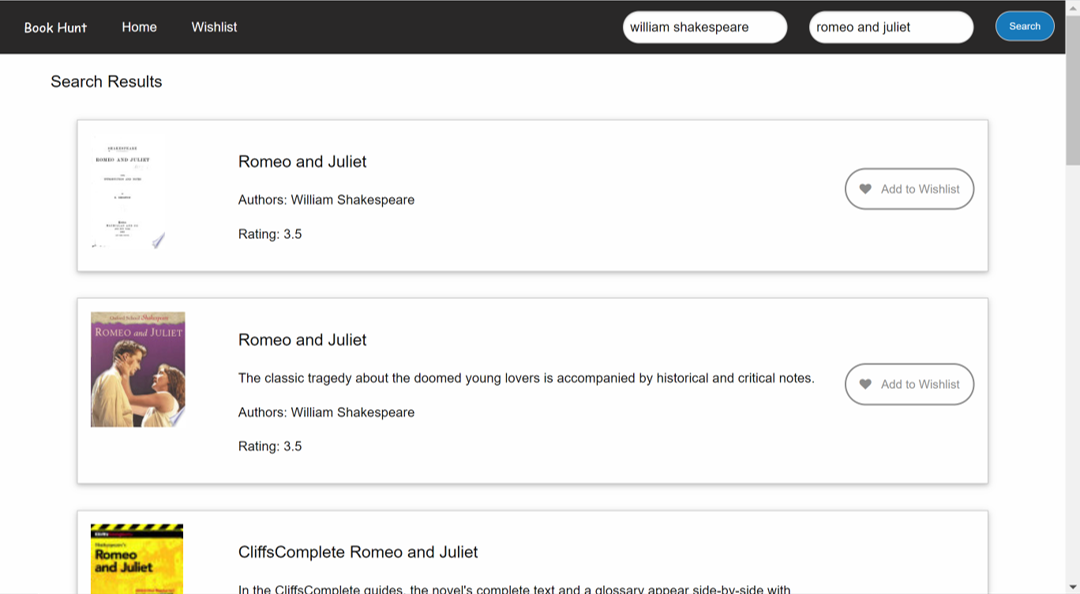 Book Hunt
Home
Wishlist
william shakespeare
romeo and juliet
Search
Search Results
SHAKESPEARE
ROMEO AND JULIET
Romeo and Juliet
Authors: William Shakespeare
Rating: 3.5
Add to Wishlist
Oxford School Shakespeare
ROMEO and JULIET
Romeo and Juliet
The classic tragedy about the doomed young lovers is accompanied by historical and critical notes.
Authors: William Shakespeare
Rating: 3.5
Add to Wishlist
Shakespeare's
Romeo
and Juliet
CliffsComplete Romeo and Juliet
In the CliffsComplete guides, the novel's complete text and a glossary appear side-by-side with